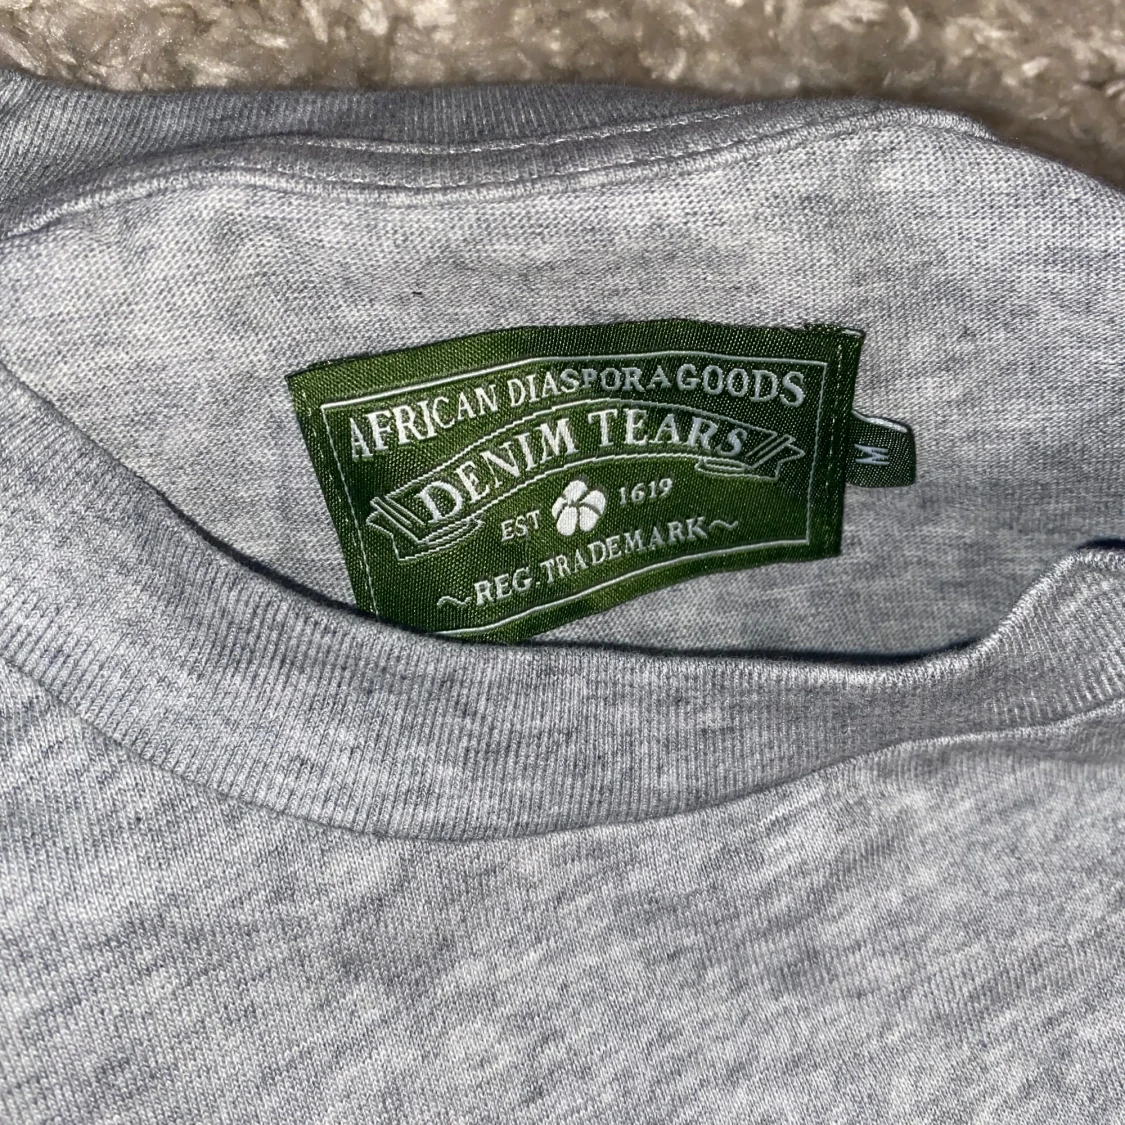 AFRICAN DIASPORA GOODS
DENIM TEARS
EST 1619
~REG. TRADEMARK~
M